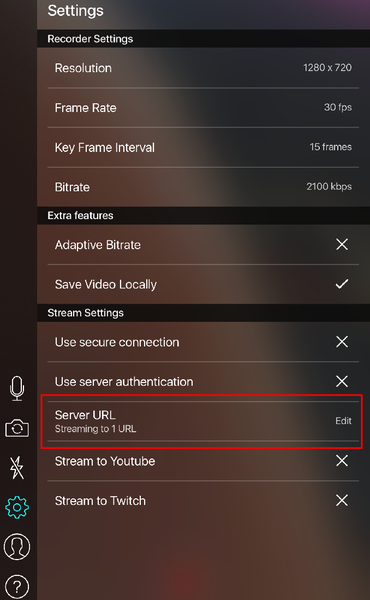 Settings
Recorder Settings
Resolution 1280 x 720
Frame Rate 30 fps
Key Frame Interval 15 frames
Bitrate 2100 kbps
Extra features
Adaptive Bitrate
Save Video Locally
Stream Settings
Use secure connection
Use server authentication
Server URL
Streaming to 1 URL Edit
Stream to Youtube
Stream to Twitch
?